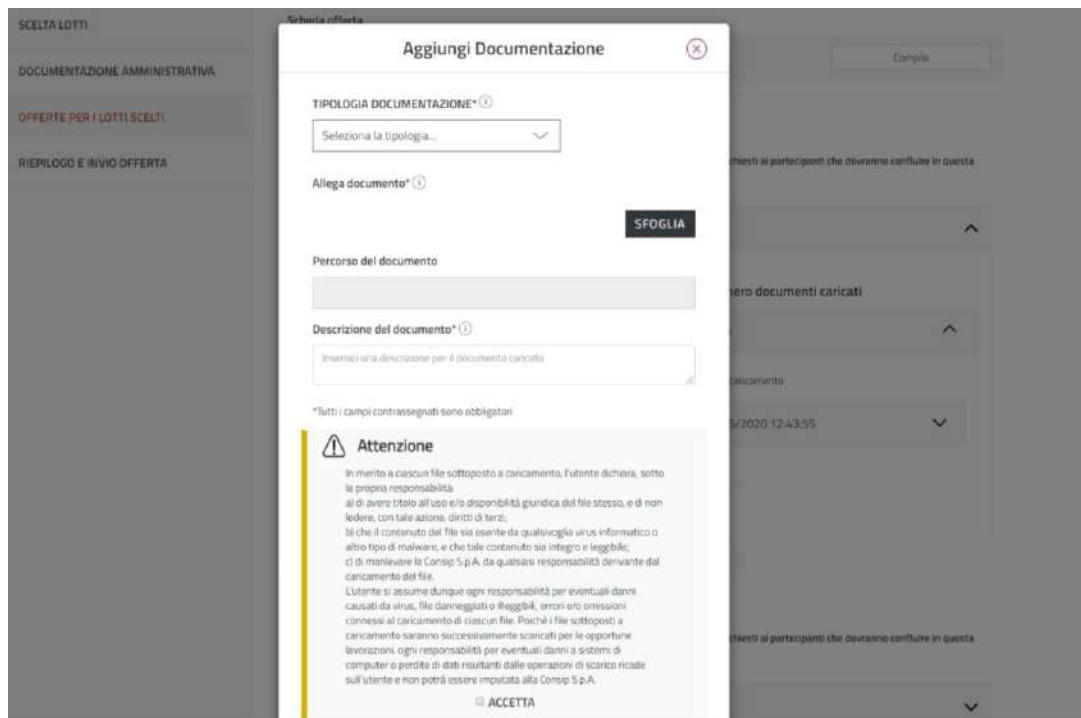 SCELTA LOTTI
DOCUMENTAZIONE AMMINISTRATIVA
OFFERTE PER I LOTTI SCELTI
RIEPILOGO E INVIO OFFERTA
Scheda offerta
Compila
Aggiungi Documentazione
TIPOLOGIA DOCUMENTAZIONE*
Seleziona la tipologia...
Allega documento*
SFOGLIA
Percorso del documento
Descrizione del documento*
Inserisci una descrizione per il documento caricato
*Tutti i campi contrassegnati sono obbligatori
Attenzione
In merito a ciascun file sottoposto a caricamento, l'utente dichiara, sotto
la propria responsabilità:
a) di avere titolo all'uso e/o disponibilità giuridica del file stesso, e di non
ledere, con tale azione, diritti di terzi;
b) che il contenuto del file sia esente da qualsivoglia virus informatico o
altro tipo di malware, e che tale contenuto sia integro e leggibile;
c) di manlevare la Consip S.p.A. da qualsiasi responsabilità derivante dal
caricamento del file.
L'utente si assume dunque ogni responsabilità per eventuali danni
causati da virus, file danneggiati o illeggibili, errori e/o omissioni
connessi al caricamento di ciascun file. Poiché i file sottoposti a
caricamento saranno successivamente scaricati per le opportune
lavorazioni, ogni responsabilità per eventuali danni a sistemi di
computer o perdite di dati risultanti dalle operazioni di scarico ricade
sull'utente e non potrà essere imputata alla Consip S.p.A.
ACCETTA
chiesti ai partecipanti che dovranno confluire in questa
nero documenti caricati
caricamento
5/2020 12:43:55
chiesti ai partecipanti che dovranno confluire in questa